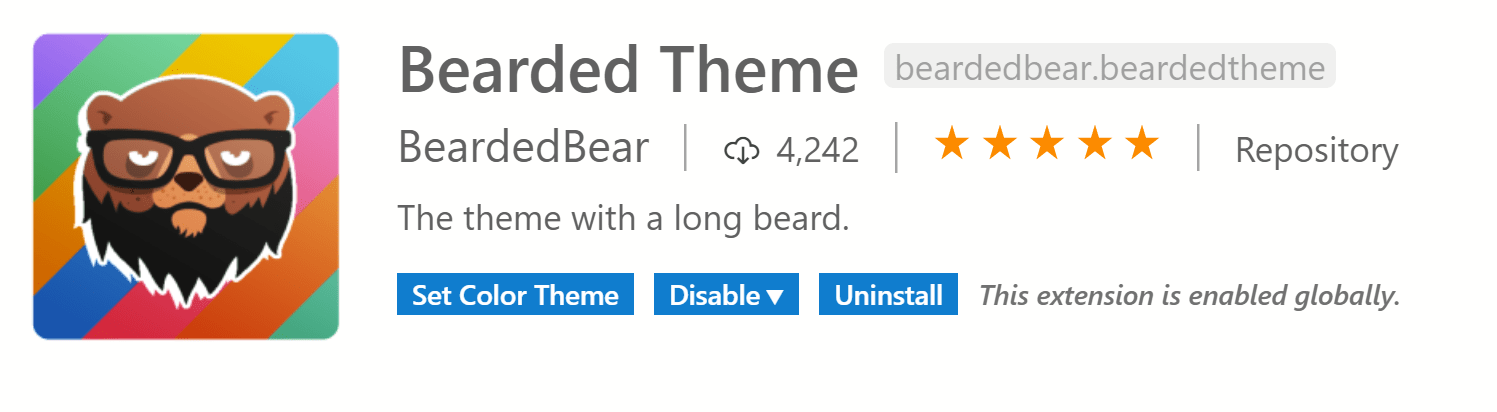 Bearded Theme beardedbear.beardedtheme
BeardedBear 4,242 Repository
The theme with a long beard.
Set Color Theme Disable Uninstall This extension is enabled globally.